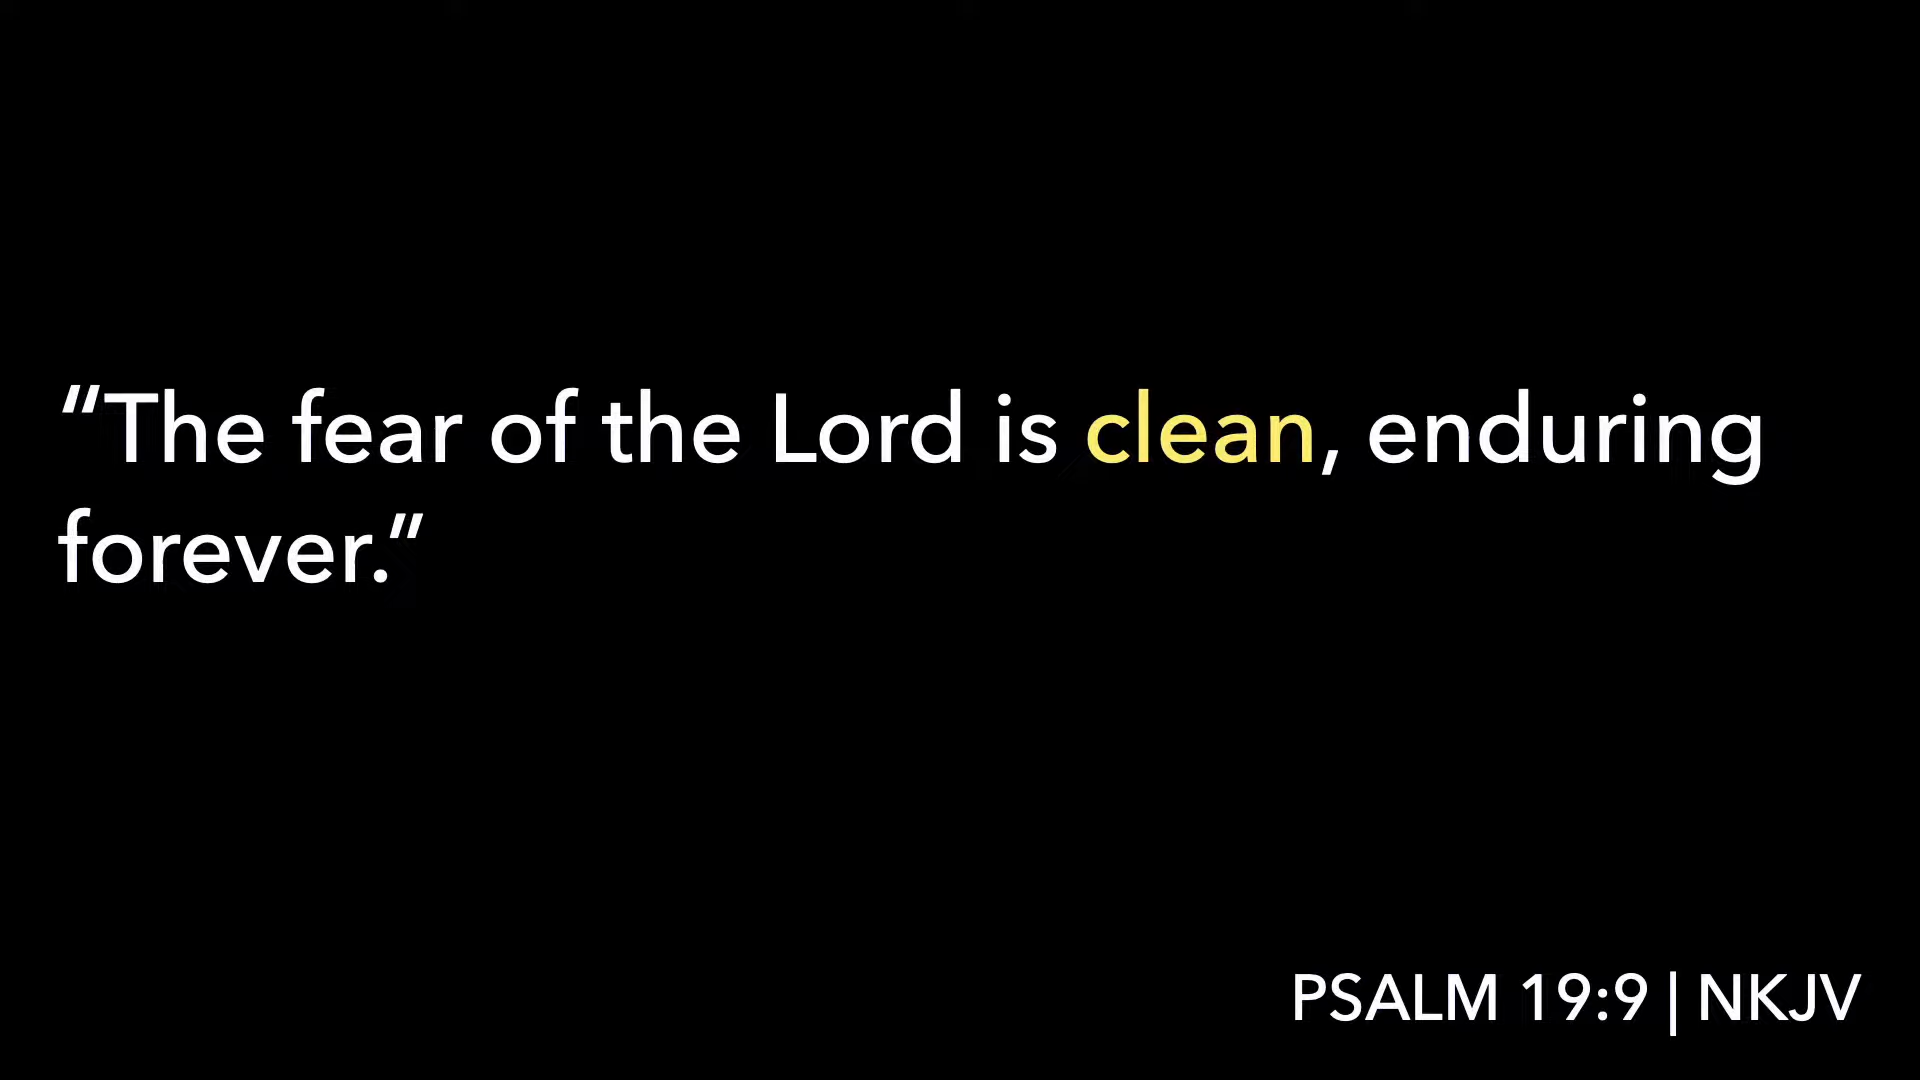 “The fear of the Lord is clean, enduring
forever.”
PSALM 19:9 | NKJV